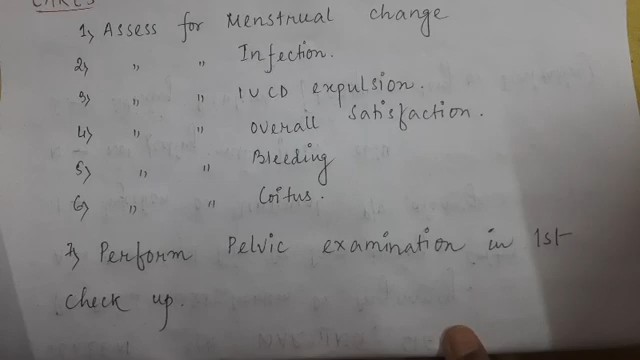 CARES
1) Assess for Menstrual change
2) " " Infection.
3) " " IUCD expulsion.
4) " " overall satisfaction.
5) " " Bleeding
6) " " Coitus.
7) Perform Pelvic examination in 1st
check up.